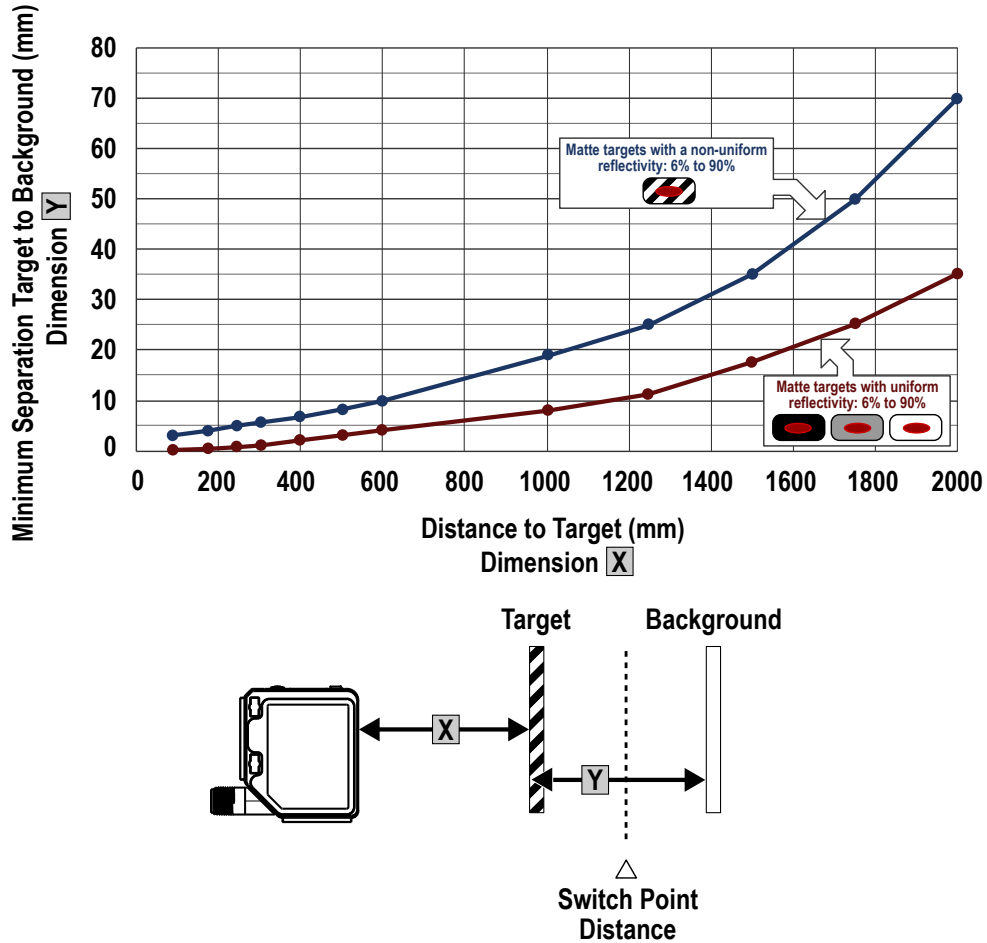 Minimum Separation Target to Background (mm)
Dimension Y
80
70
60
50
40
30
20
10
0
Matte targets with a non-uniform
reflectivity: 6% to 90%
Matte targets with uniform
reflectivity: 6% to 90%
0 200 400 600 1000 1200 1400 1600 1800 2000
Distance to Target (mm)
Dimension X
Target Background
X
Y
Switch Point
Distance